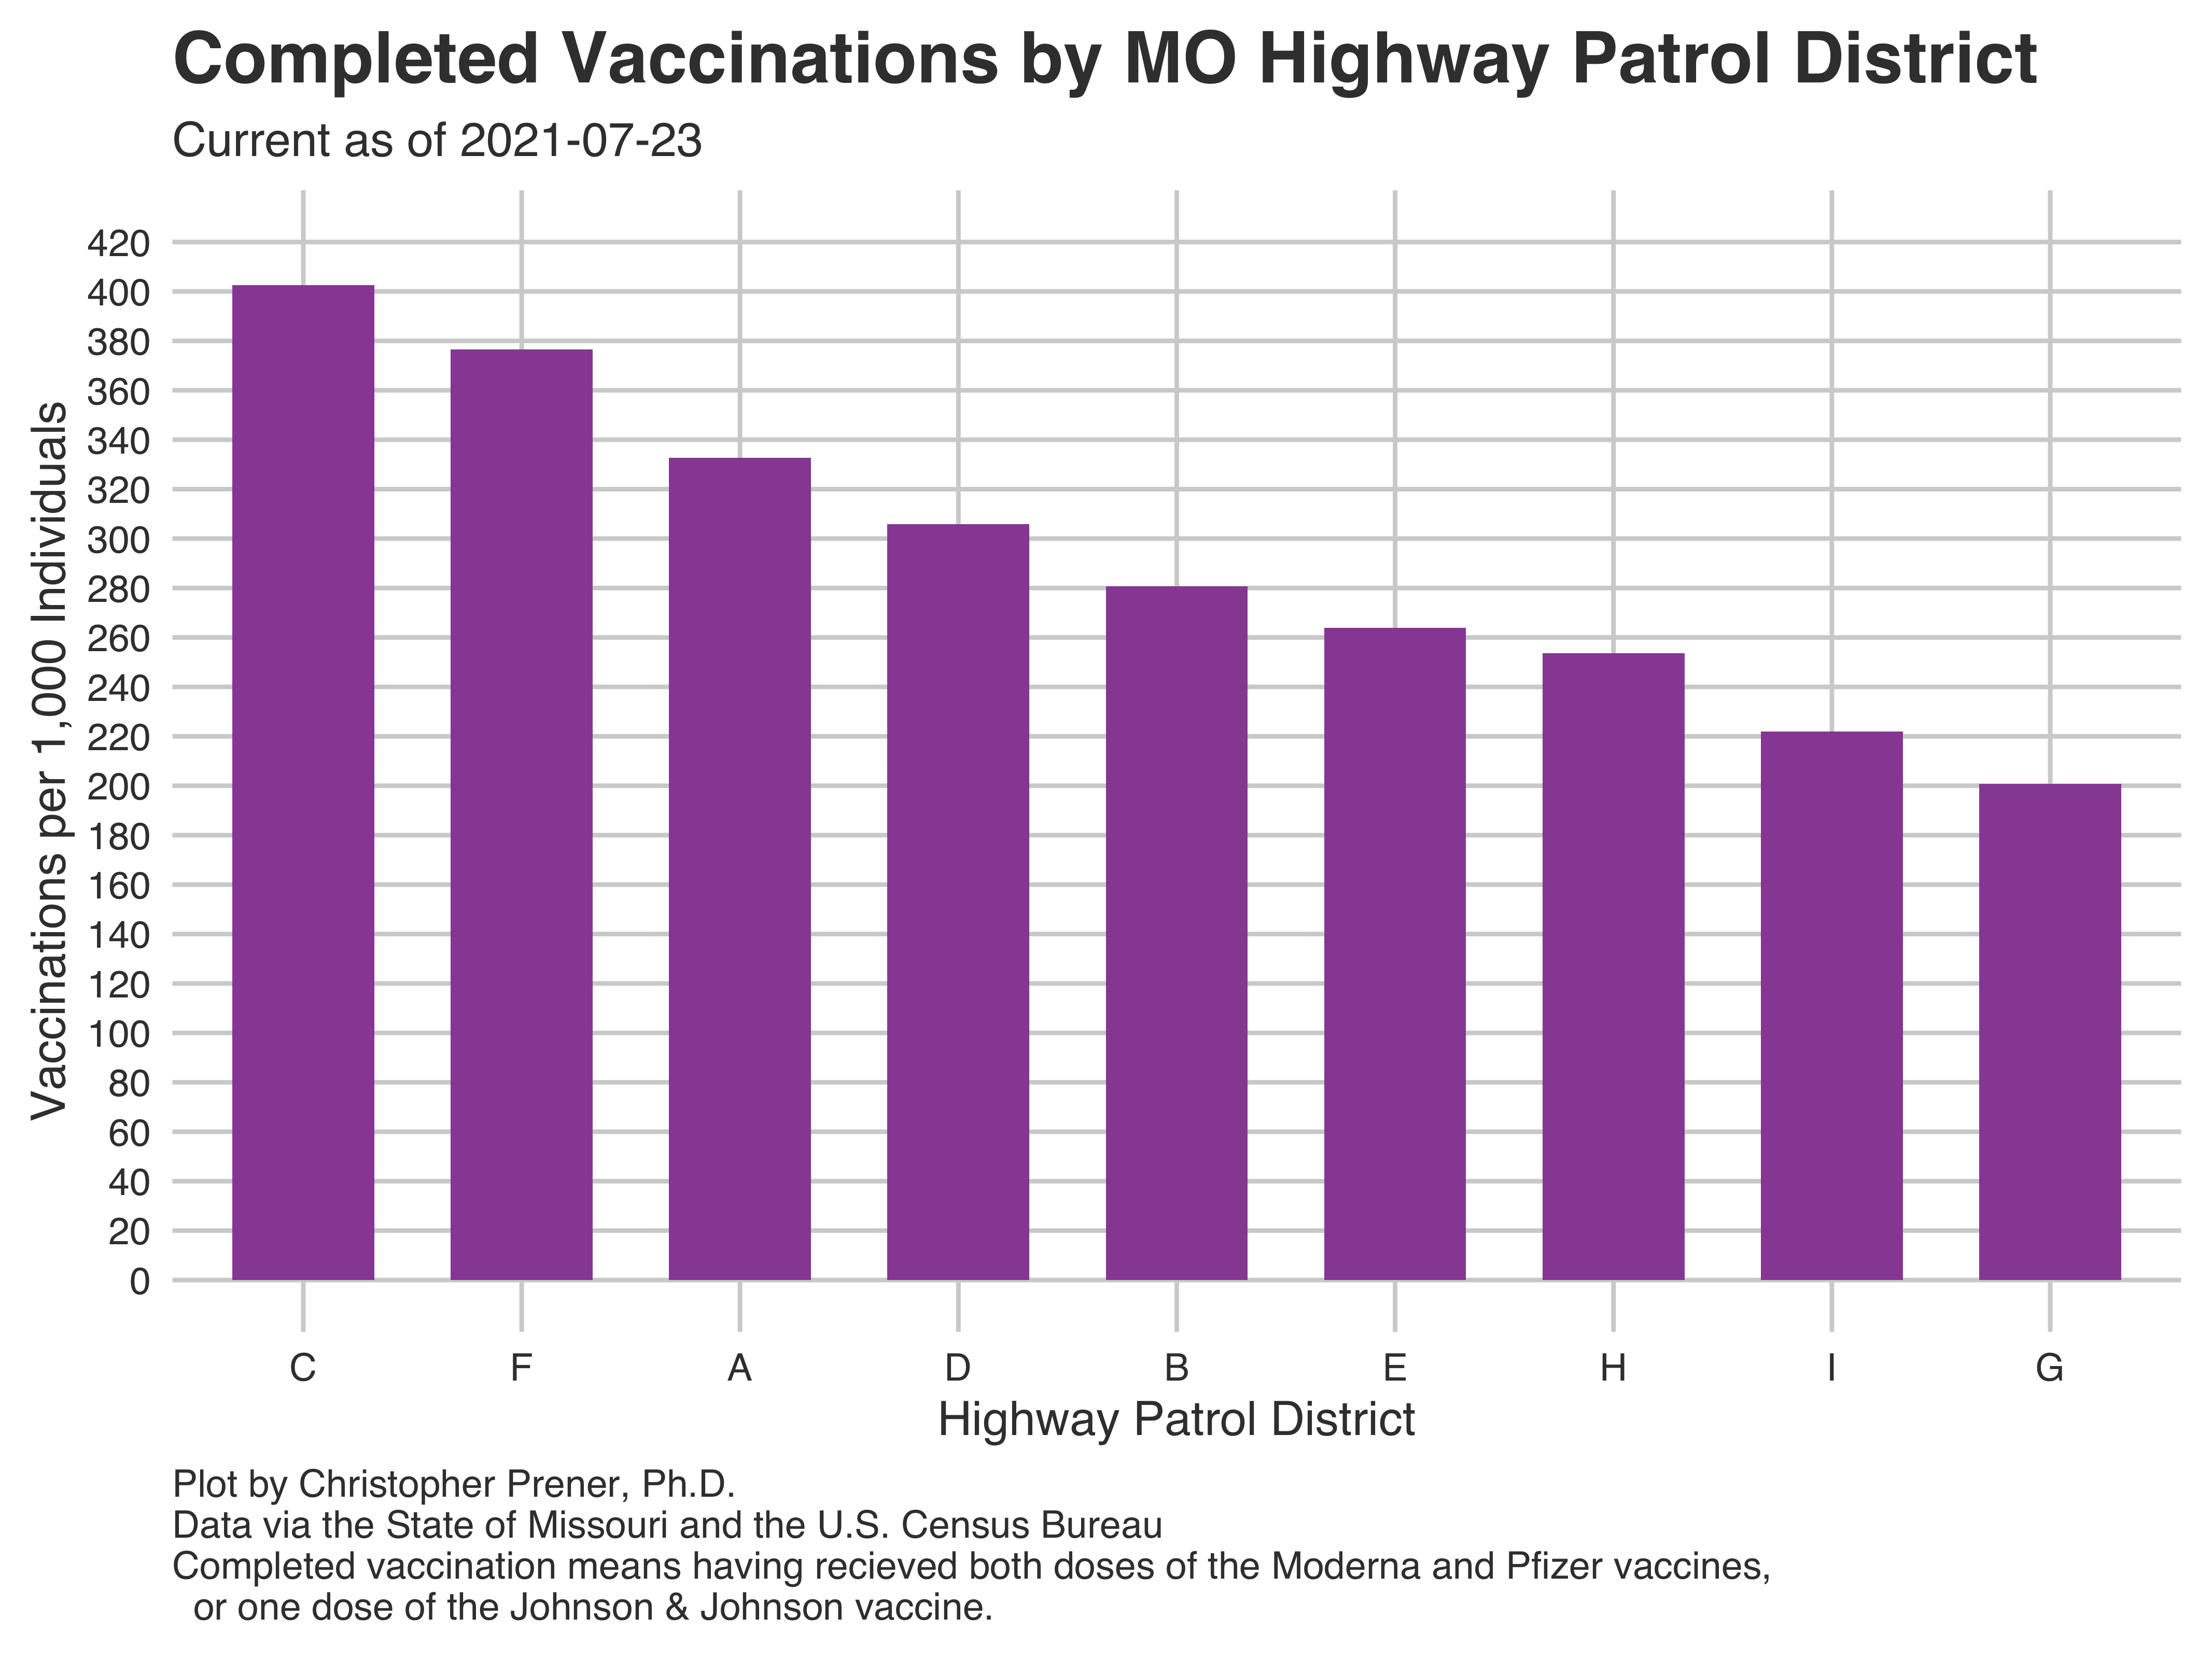 Completed Vaccinations by MO Highway Patrol District
Current as of 2021-07-23
Vaccinations per 1,000 Individuals
420
400
380
360
340
320
300
280
260
240
220
200
180
160
140
120
100
80
60
40
20
0
C F A D B E H I G
Highway Patrol District
Plot by Christopher Prener, Ph.D.
Data via the State of Missouri and the U.S. Census Bureau
Completed vaccination means having recieved both doses of the Moderna and Pfizer vaccines,
or one dose of the Johnson & Johnson vaccine.